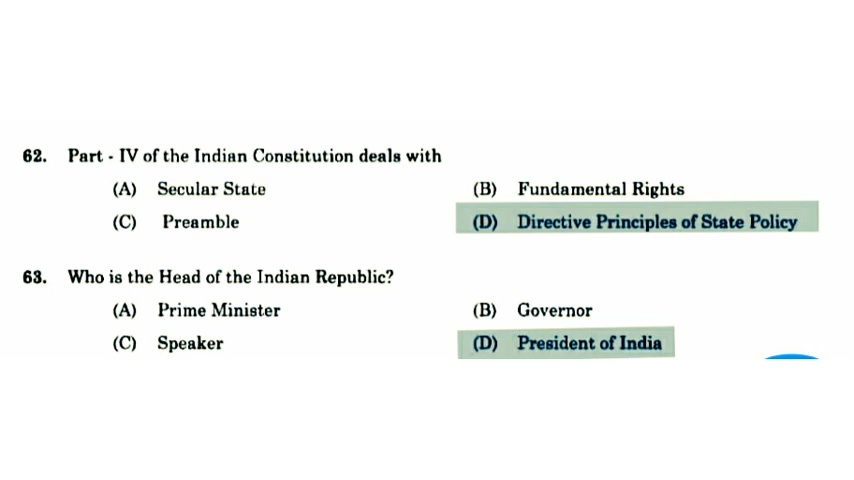 62. Part - IV of the Indian Constitution deals with
(A) Secular State (B) Fundamental Rights
(C) Preamble (D) Directive Principles of State Policy
63. Who is the Head of the Indian Republic?
(A) Prime Minister (B) Governor
(C) Speaker (D) President of India